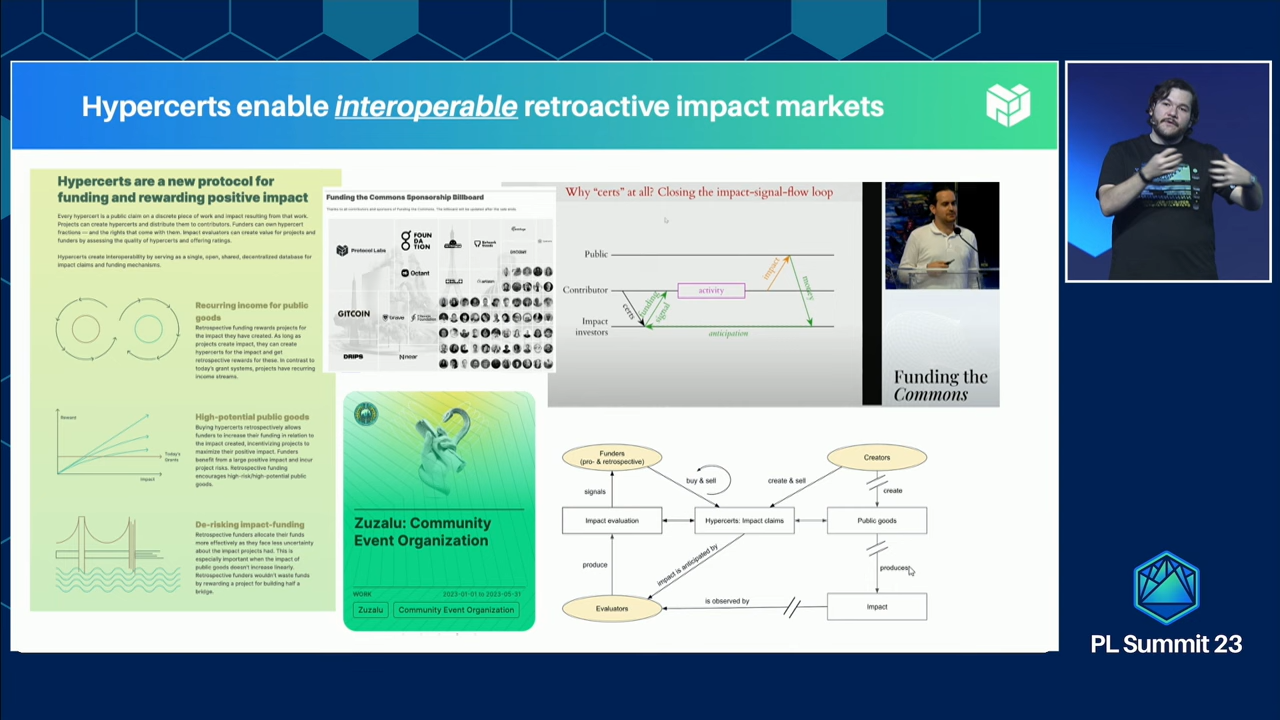 Hypercerts enable interoperable retroactive impact markets
Hypercerts are a new protocol for
funding and rewarding positive impact
Every hypercert is a public claim on a discrete piece of work and impact resulting from that work.
Projects can create hypercerts and distribute them to contributors. Funders can own hypercert
fractions — and the rights that come with them. Impact evaluators can create value for projects and
funders by assessing the quality of hypercerts and offering ratings.
Hypercerts create interoperability by serving as a single, open, shared, decentralized database for
impact claims and funding mechanisms.
Recurring income for public
goods
Retrospective funding rewards projects for
the impact they have created. As long as
projects create impact, they can create
hypercerts for the impact and get
retrospective rewards for these. In contrast to
today's grant systems, projects have recurring
income streams.
Reward
Today's
Grants
Impact
High-potential public goods
Buying hypercerts retrospectively allows
funders to increase their funding in relation to
the impact created, incentivizing projects to
maximize their positive impact. Funders
benefit from a large positive impact and incur
project risks. Retrospective funding
encourages high-risk/high-potential public
goods.
De-risking impact-funding
Retrospective funders allocate their funds
more effectively as they face less uncertainty
about the impact projects had. This is
especially important when the impact of
public goods doesn't increase linearly.
Retrospective funders wouldn't waste funds
by rewarding a project for building half a
bridge.
Funding the Commons Sponsorship Billboard
Protocol Labs
FOUN
DA
TION
Octant
GITCOIN
brave
DRIPS
near
CELO
Zuzalu: Community
Event Organization
WORK
2023-01-01 to 2023-05-31
Zuzalu
Community Event Organization
Why “certs” at all? Closing the impact-signal-flow loop
Public
Contributor
Impact
investors
certs
funding
signal
activity
impact
money
anticipation
Funding the
Commons
Funders
(pro- & retrospective)
Creators
buy & sell
create & sell
create
signals
Impact evaluation
Hypercerts: Impact claims
Public goods
produce
impact is anticipated by
produces
Evaluators
is observed by
Impact
PL Summit 23